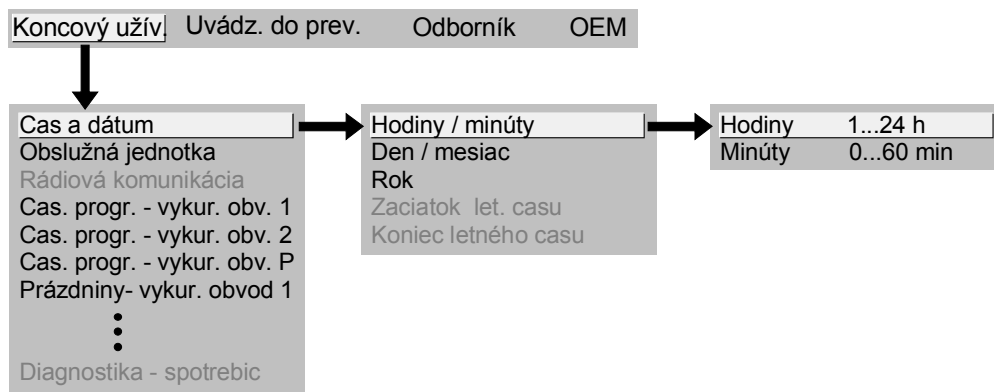 Koncový užív. Uvádz. do prev. Odborník OEM
Cas a dátum
Obslužná jednotka
Rádiová komunikácia
Cas. progr. - vykur. obv. 1
Cas. progr. - vykur. obv. 2
Cas. progr. - vykur. obv. P
Prázdniny- vykur. obvod 1
Diagnostika - spotrebic
Hodiny / minúty
Den / mesiac
Rok
Zaciatok let. casu
Koniec letného casu
Hodiny 1...24 h
Minúty 0...60 min